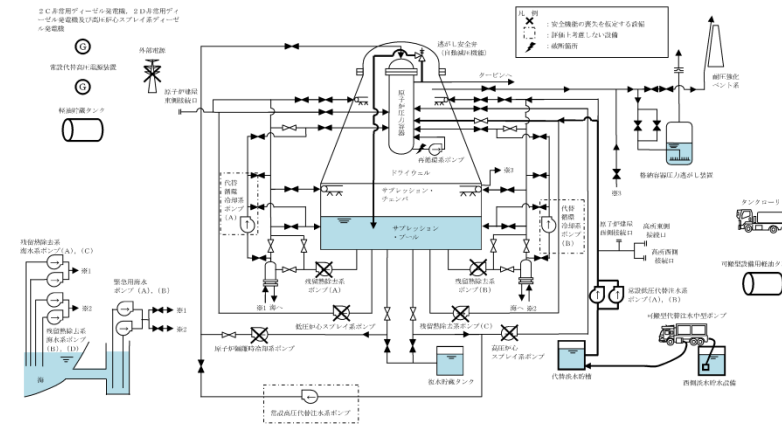 ２Ｃ非常用ディーゼル発電機，２Ｄ非常用ディ
ーゼル発電機及び高圧炉心スプレイ系ディーゼ
ル発電機
G
常設代替高圧電源装置
G
軽油貯蔵タンク
外部電源
原子炉建屋
東側接続口
逃がし安全弁
（自動減圧機能）
凡　例
：安全機能の喪失を仮定する設備
：評価上考慮しない設備
：破断箇所
タービンへ
耐圧強化
ベント系
原子炉圧力容器
再循環系ポンプ
格納容器圧力逃がし装置
ドライウェル
※3
※3
サプレッション・
チェンバ
サプレッション・
プール
代替
循環
冷却系
ポンプ
(A)
代替
循環
冷却系
ポンプ
(B)
原子炉建屋
西側接続口
高所東側
接続口
高所西側
接続口
タンクローリ
可搬型設備用軽油タ
残留熱除去系
海水系ポンプ(A)，(C)
※1
※2
残留熱除去系
海水系ポンプ
(B)，(D)
緊急用海水
ポンプ(A)，(B)
※1
※2
海
※1 海へ
残留熱除去系
ポンプ(A)
残留熱除去系
ポンプ(B)
海へ ※2
低圧炉心スプレイ系ポンプ
残留熱除去系ポンプ(C)
原子炉隔離時冷却系ポンプ
高圧炉心
スプレイ系ポンプ
常設低圧代替注水系
ポンプ(A)，(B)
可搬型代替注水中型ポンプ
復水貯蔵タンク
代替淡水貯槽
西側淡水貯水設備
常設高圧代替注水系ポンプ